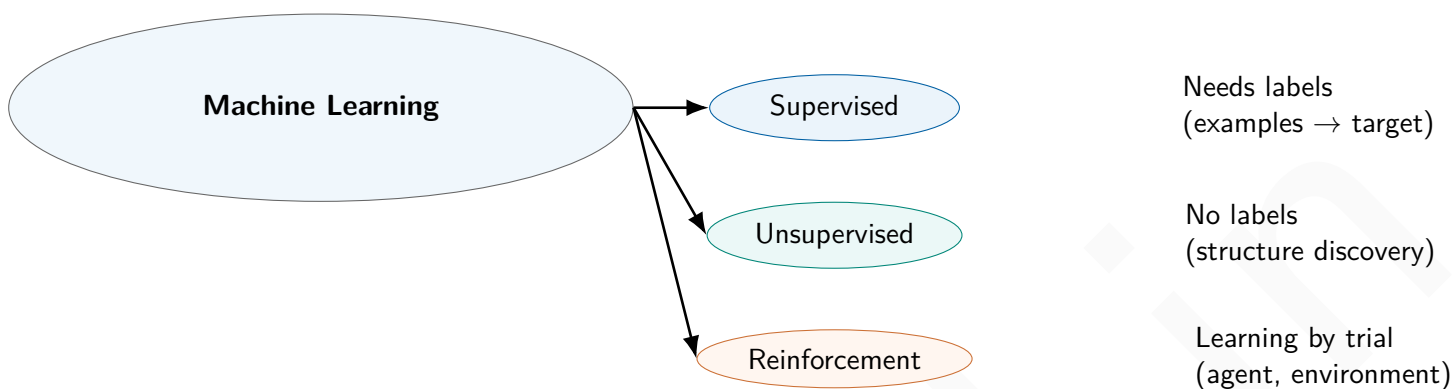 Machine Learning
Supervised
Needs labels
(examples → target)
Unsupervised
No labels
(structure discovery)
Reinforcement
Learning by trial
(agent, environment)